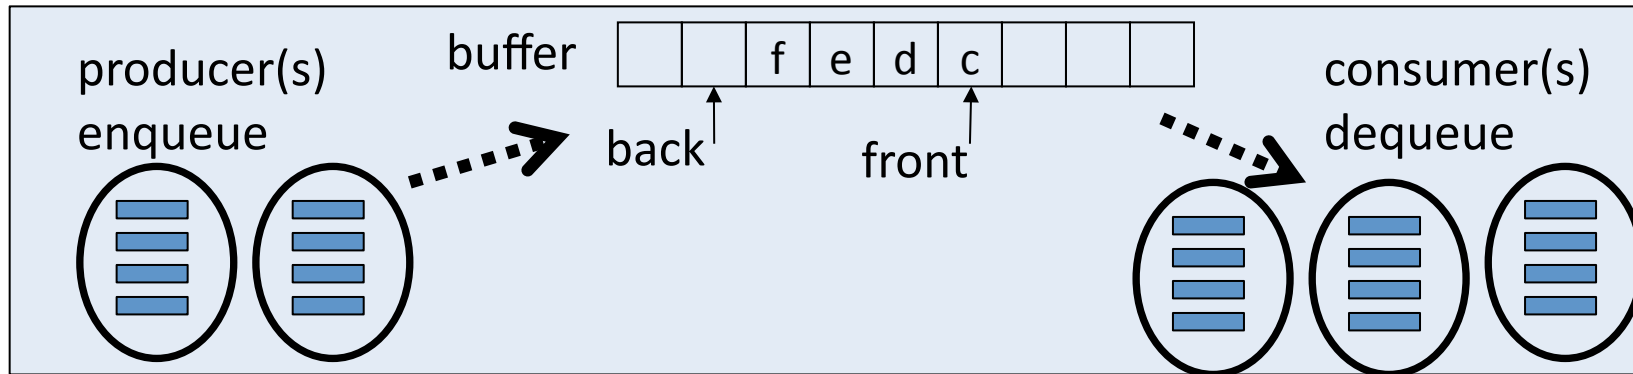 producer(s)
enqueue
buffer
f e d c
back
front
consumer(s)
dequeue